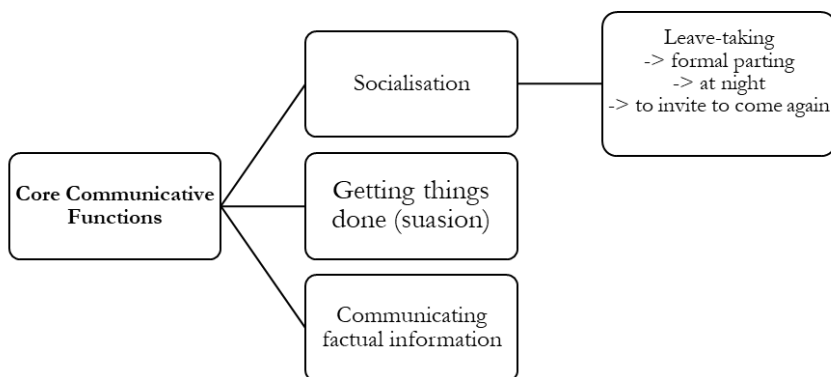 Core Communicative
Functions
Socialisation
Leave-taking
-> formal parting
-> at night
-> to invite to come again
Getting things
done (suasion)
Communicating
factual information